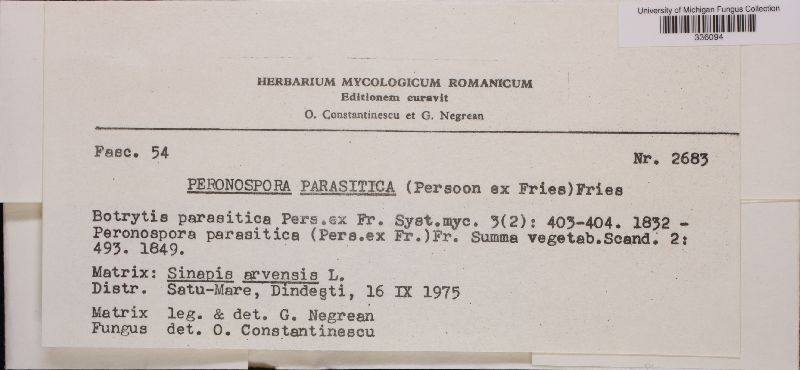 University of Michigan Fungus Collection
336094
HERBARIUM MYCOLOGICUM ROMANICUM
Editionem curavit
O. Constantinescu et G. Negrean
Fasc. 54
Nr. 2683
PERONOSPORA PARASITICA (Persoon ex Fries)Fries
Botrytis parasitica Pers.ex Fr. Syst.myc. 3(2): 403-404. 1832 -
Peronospora parasitica (Pers.ex Fr.)Fr. Summa vegetab.Scand. 2:
493. 1849.
Matrix: Sinapis arvensis L.
Distr. Satu-Mare, Dindeşti, 16 IX 1975
Matrix leg. & det. G. Negrean
Fungus det. O. Constantinescu